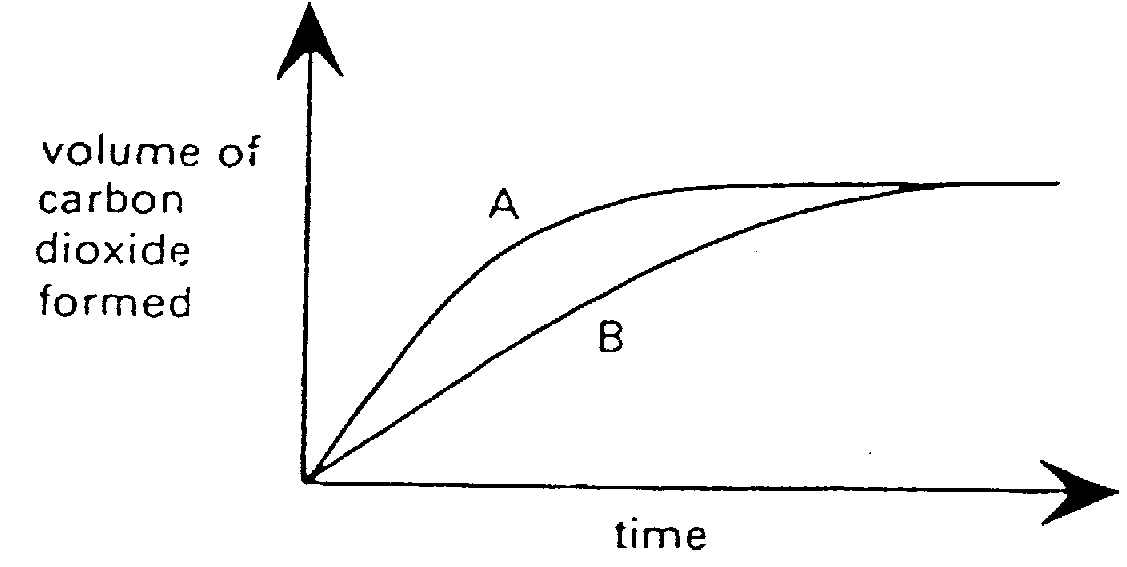 volume of
carbon
dioxide
formed
A
B
time